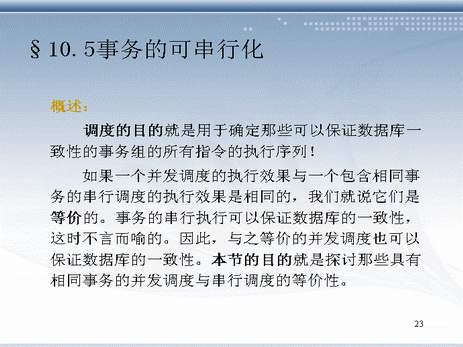 §10.5事务的可串行化
概述：
调度的目的就是用于确定那些可以保证数据库一
致性的事务组的所有指令的执行序列！
如果一个并发调度的执行效果与一个包含相同事
务的串行调度的执行效果是相同的，我们就说它们是
等价的。事务的串行执行可以保证数据库的一致性，
这时不言而喻的。因此，与之等价的并发调度也可以
保证数据库的一致性。本节的目的就是探讨那些具有
相同事务的并发调度与串行调度的等价性。
23